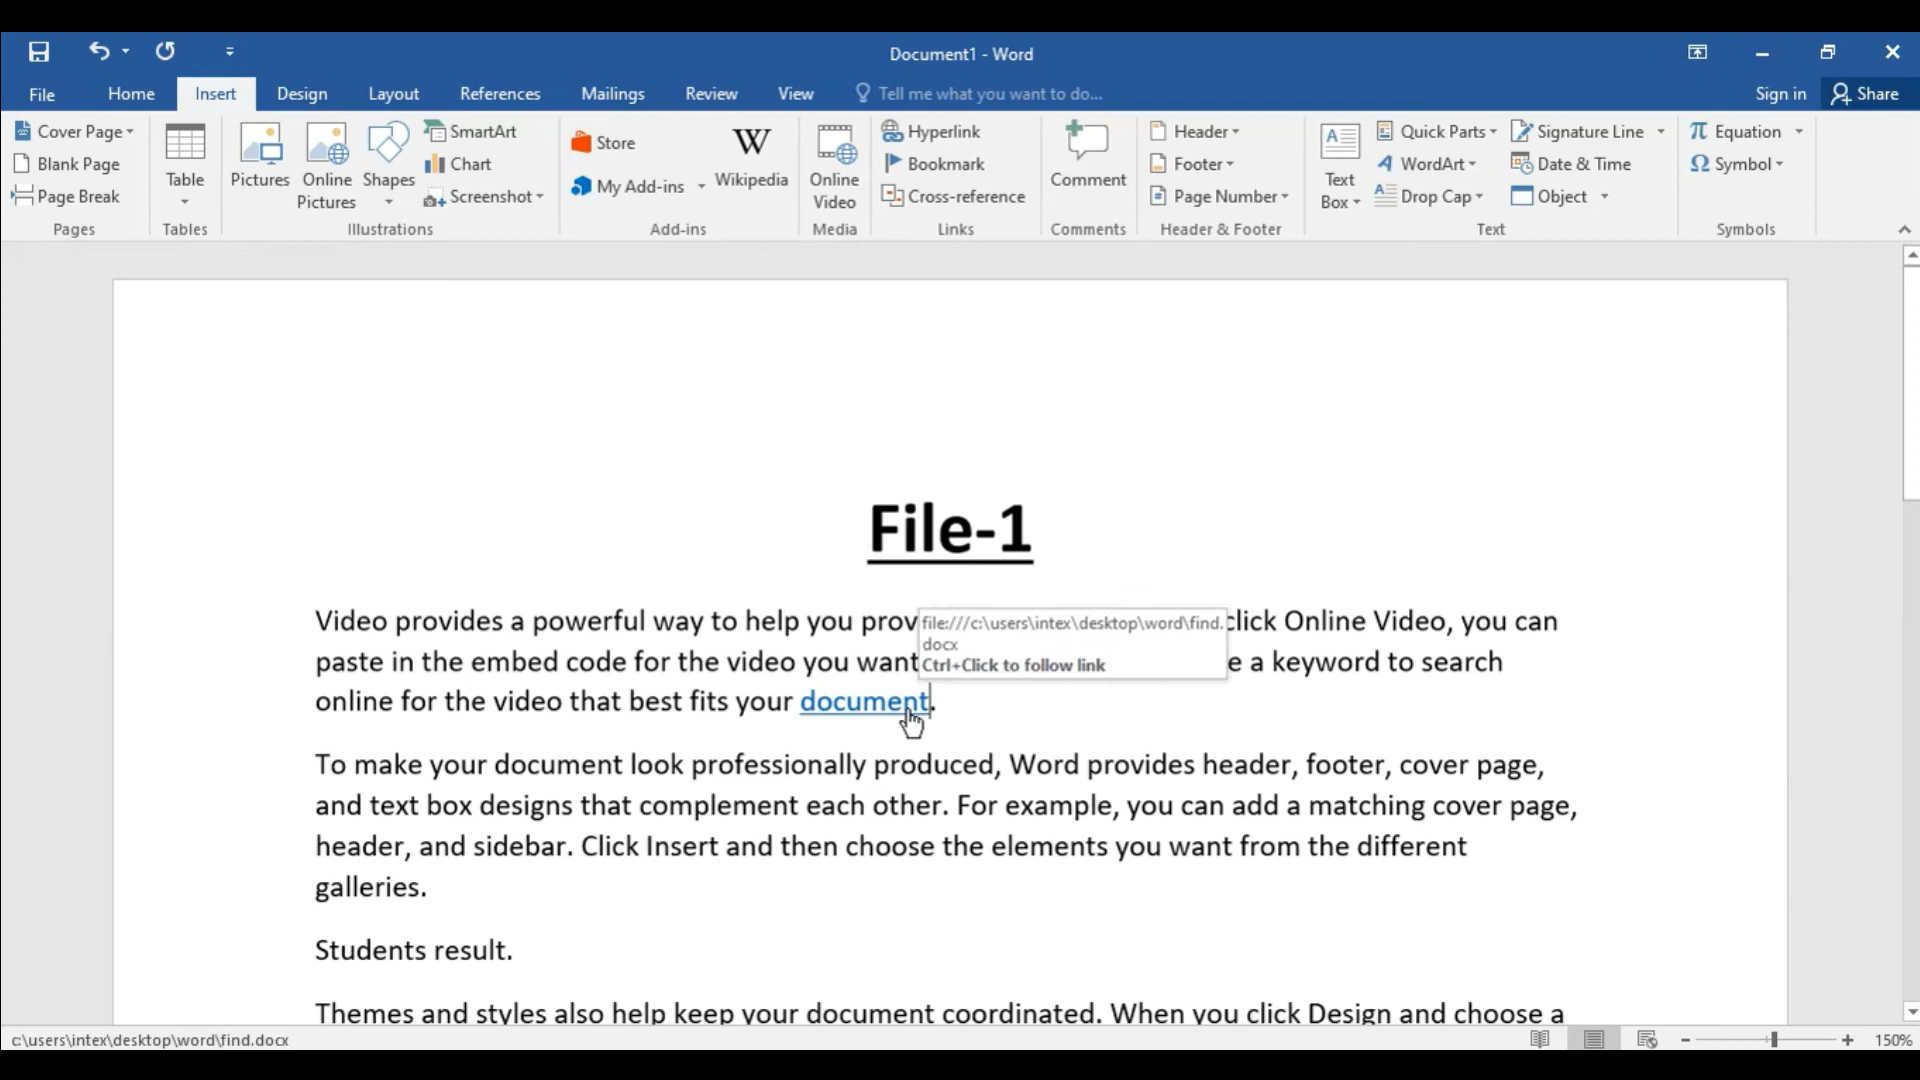 Document1 - Word
File Home Insert Design Layout References Mailings Review View Tell me what you want to do... Sign in Share
Cover Page
Blank Page
Page Break
Pages
Table
Tables
Pictures
Online
Pictures
Shapes
SmartArt
Chart
Screenshot
Illustrations
Store
My Add-ins
W
Wikipedia
Add-ins
Online
Video
Media
Hyperlink
Bookmark
Cross-reference
Links
Comment
Comments
Header
Footer
Page Number
Header & Footer
Text
Box
Quick Parts
WordArt
Drop Cap
Signature Line
Date & Time
Object
Text
Equation
Symbol
Symbols
File-1
Video provides a powerful way to help you prov click Online Video, you can
paste in the embed code for the video you want e a keyword to search
online for the video that best fits your document.
file:///c:\users\intex\desktop\word\find.
docx
Ctrl+Click to follow link
To make your document look professionally produced, Word provides header, footer, cover page,
and text box designs that complement each other. For example, you can add a matching cover page,
header, and sidebar. Click Insert and then choose the elements you want from the different
galleries.
Students result.
Themes and styles also help keep your document coordinated. When you click Design and choose a
c:\users\intex\desktop\word\find.docx
150%